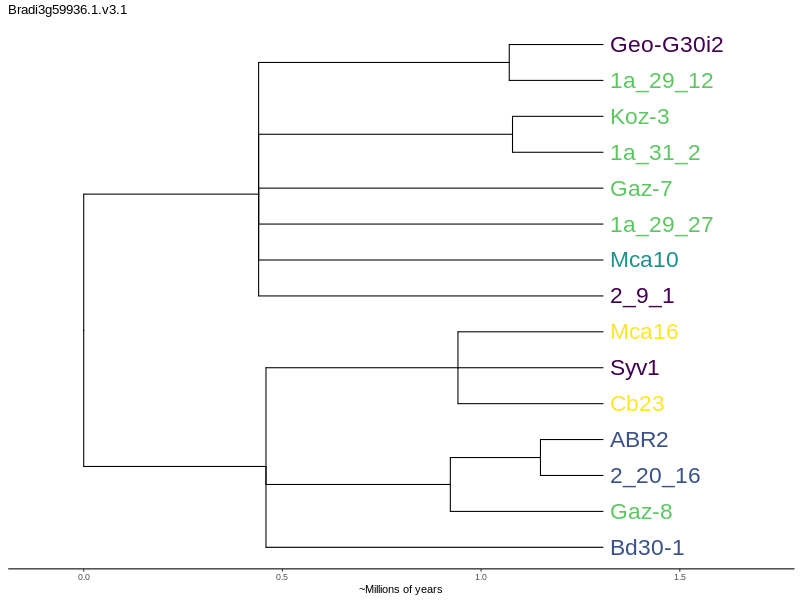 Bradi3g59936.1.v3.1
Geo-G30i2
1a_29_12
Koz-3
1a_31_2
Gaz-7
1a_29_27
Mca10
2_9_1
Mca16
Syv1
Cb23
ABR2
2_20_16
Gaz-8
Bd30-1
0.0 0.5 1.0 1.5
~Millions of years